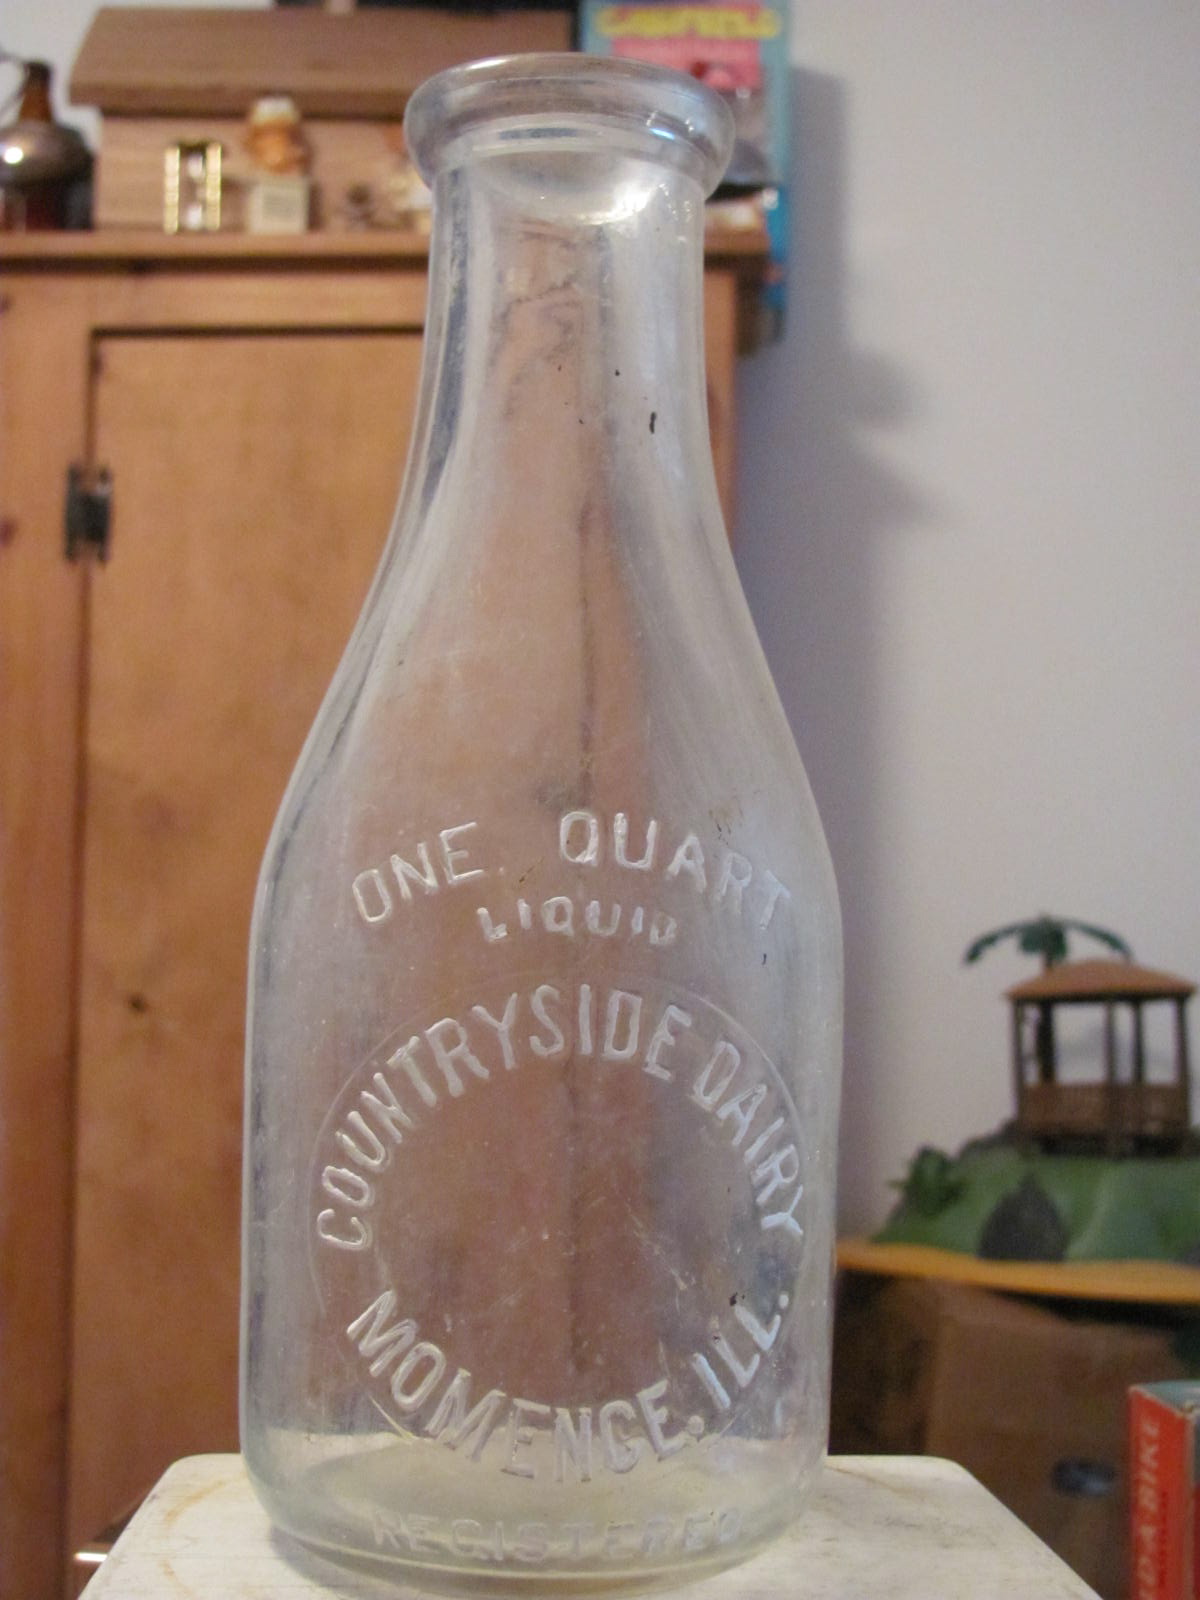 ONE QUART
LIQUID
COUNTRYSIDE DAIRY
MOMENCE, ILL.
REGISTERED